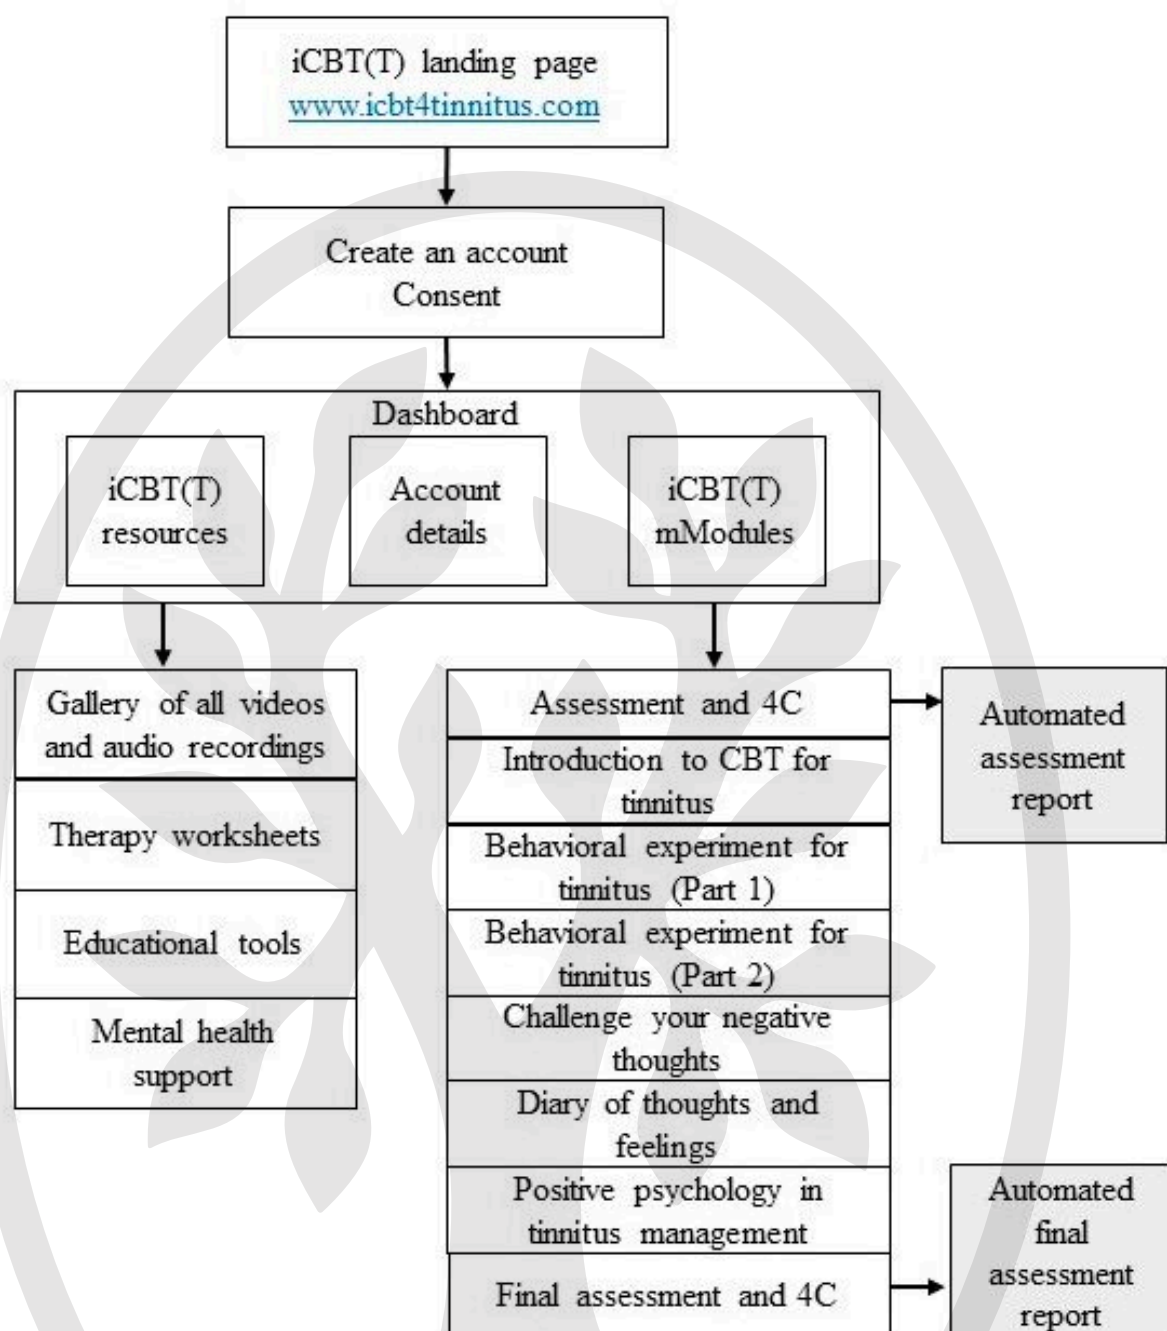 iCBT(T) landing page
www.icbt4tinnitus.com
Create an account
Consent
Dashboard
iCBT(T)
resources
Account
details
iCBT(T)
mModules
Gallery of all videos
and audio recordings
Therapy worksheets
Educational tools
Mental health
support
Assessment and 4C
Introduction to CBT for
tinnitus
Behavioral experiment for
tinnitus (Part 1)
Behavioral experiment for
tinnitus (Part 2)
Challenge your negative
thoughts
Diary of thoughts and
feelings
Positive psychology in
tinnitus management
Final assessment and 4C
Automated
assessment
report
Automated
final
assessment
report